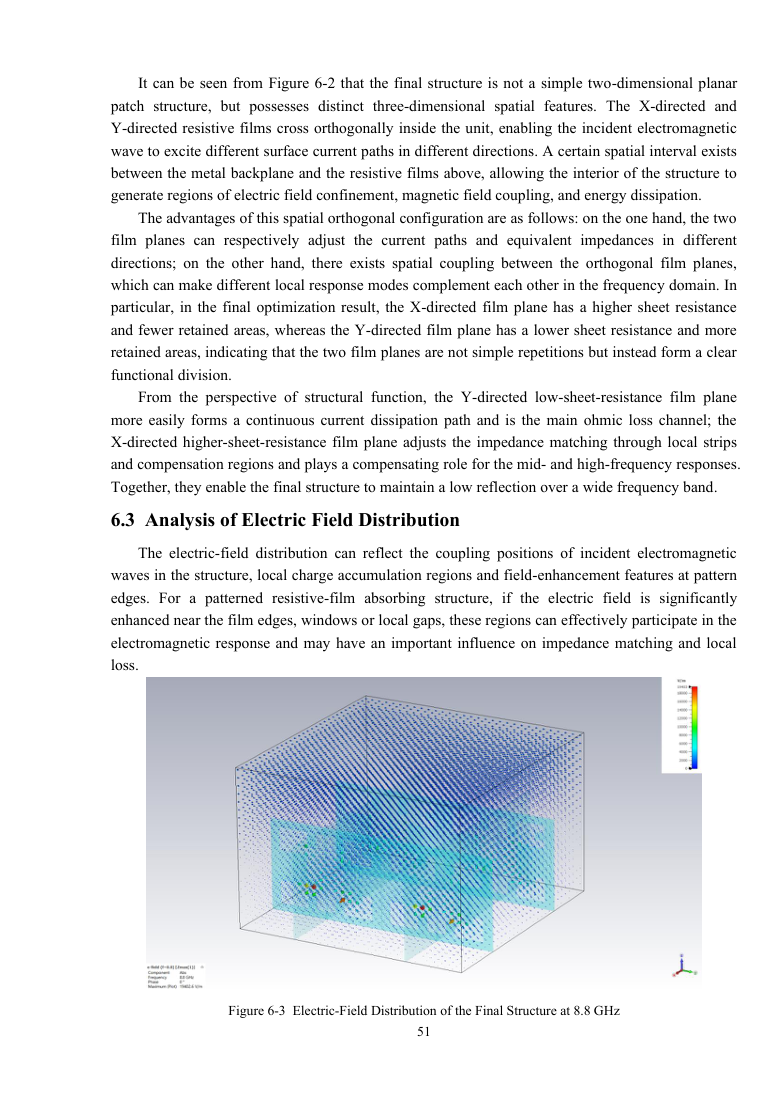 It can be seen from Figure 6-2 that the final structure is not a simple two-dimensional planar
patch structure, but possesses distinct three-dimensional spatial features. The X-directed and
Y-directed resistive films cross orthogonally inside the unit, enabling the incident electromagnetic
wave to excite different surface current paths in different directions. A certain spatial interval exists
between the metal backplane and the resistive films above, allowing the interior of the structure to
generate regions of electric field confinement, magnetic field coupling, and energy dissipation.
The advantages of this spatial orthogonal configuration are as follows: on the one hand, the two
film planes can respectively adjust the current paths and equivalent impedances in different
directions; on the other hand, there exists spatial coupling between the orthogonal film planes,
which can make different local response modes complement each other in the frequency domain. In
particular, in the final optimization result, the X-directed film plane has a higher sheet resistance
and fewer retained areas, whereas the Y-directed film plane has a lower sheet resistance and more
retained areas, indicating that the two film planes are not simple repetitions but instead form a clear
functional division.
From the perspective of structural function, the Y-directed low-sheet-resistance film plane
more easily forms a continuous current dissipation path and is the main ohmic loss channel; the
X-directed higher-sheet-resistance film plane adjusts the impedance matching through local strips
and compensation regions and plays a compensating role for the mid- and high-frequency responses.
Together, they enable the final structure to maintain a low reflection over a wide frequency band.
6.3 Analysis of Electric Field Distribution
The electric-field distribution can reflect the coupling positions of incident electromagnetic
waves in the structure, local charge accumulation regions and field-enhancement features at pattern
edges. For a patterned resistive-film absorbing structure, if the electric field is significantly
enhanced near the film edges, windows or local gaps, these regions can effectively participate in the
electromagnetic response and may have an important influence on impedance matching and local
loss.
Component Abs
Frequency 8.8 GHz
Phase 0°
Figure 6-3 Electric-Field Distribution of the Final Structure at 8.8 GHz
51